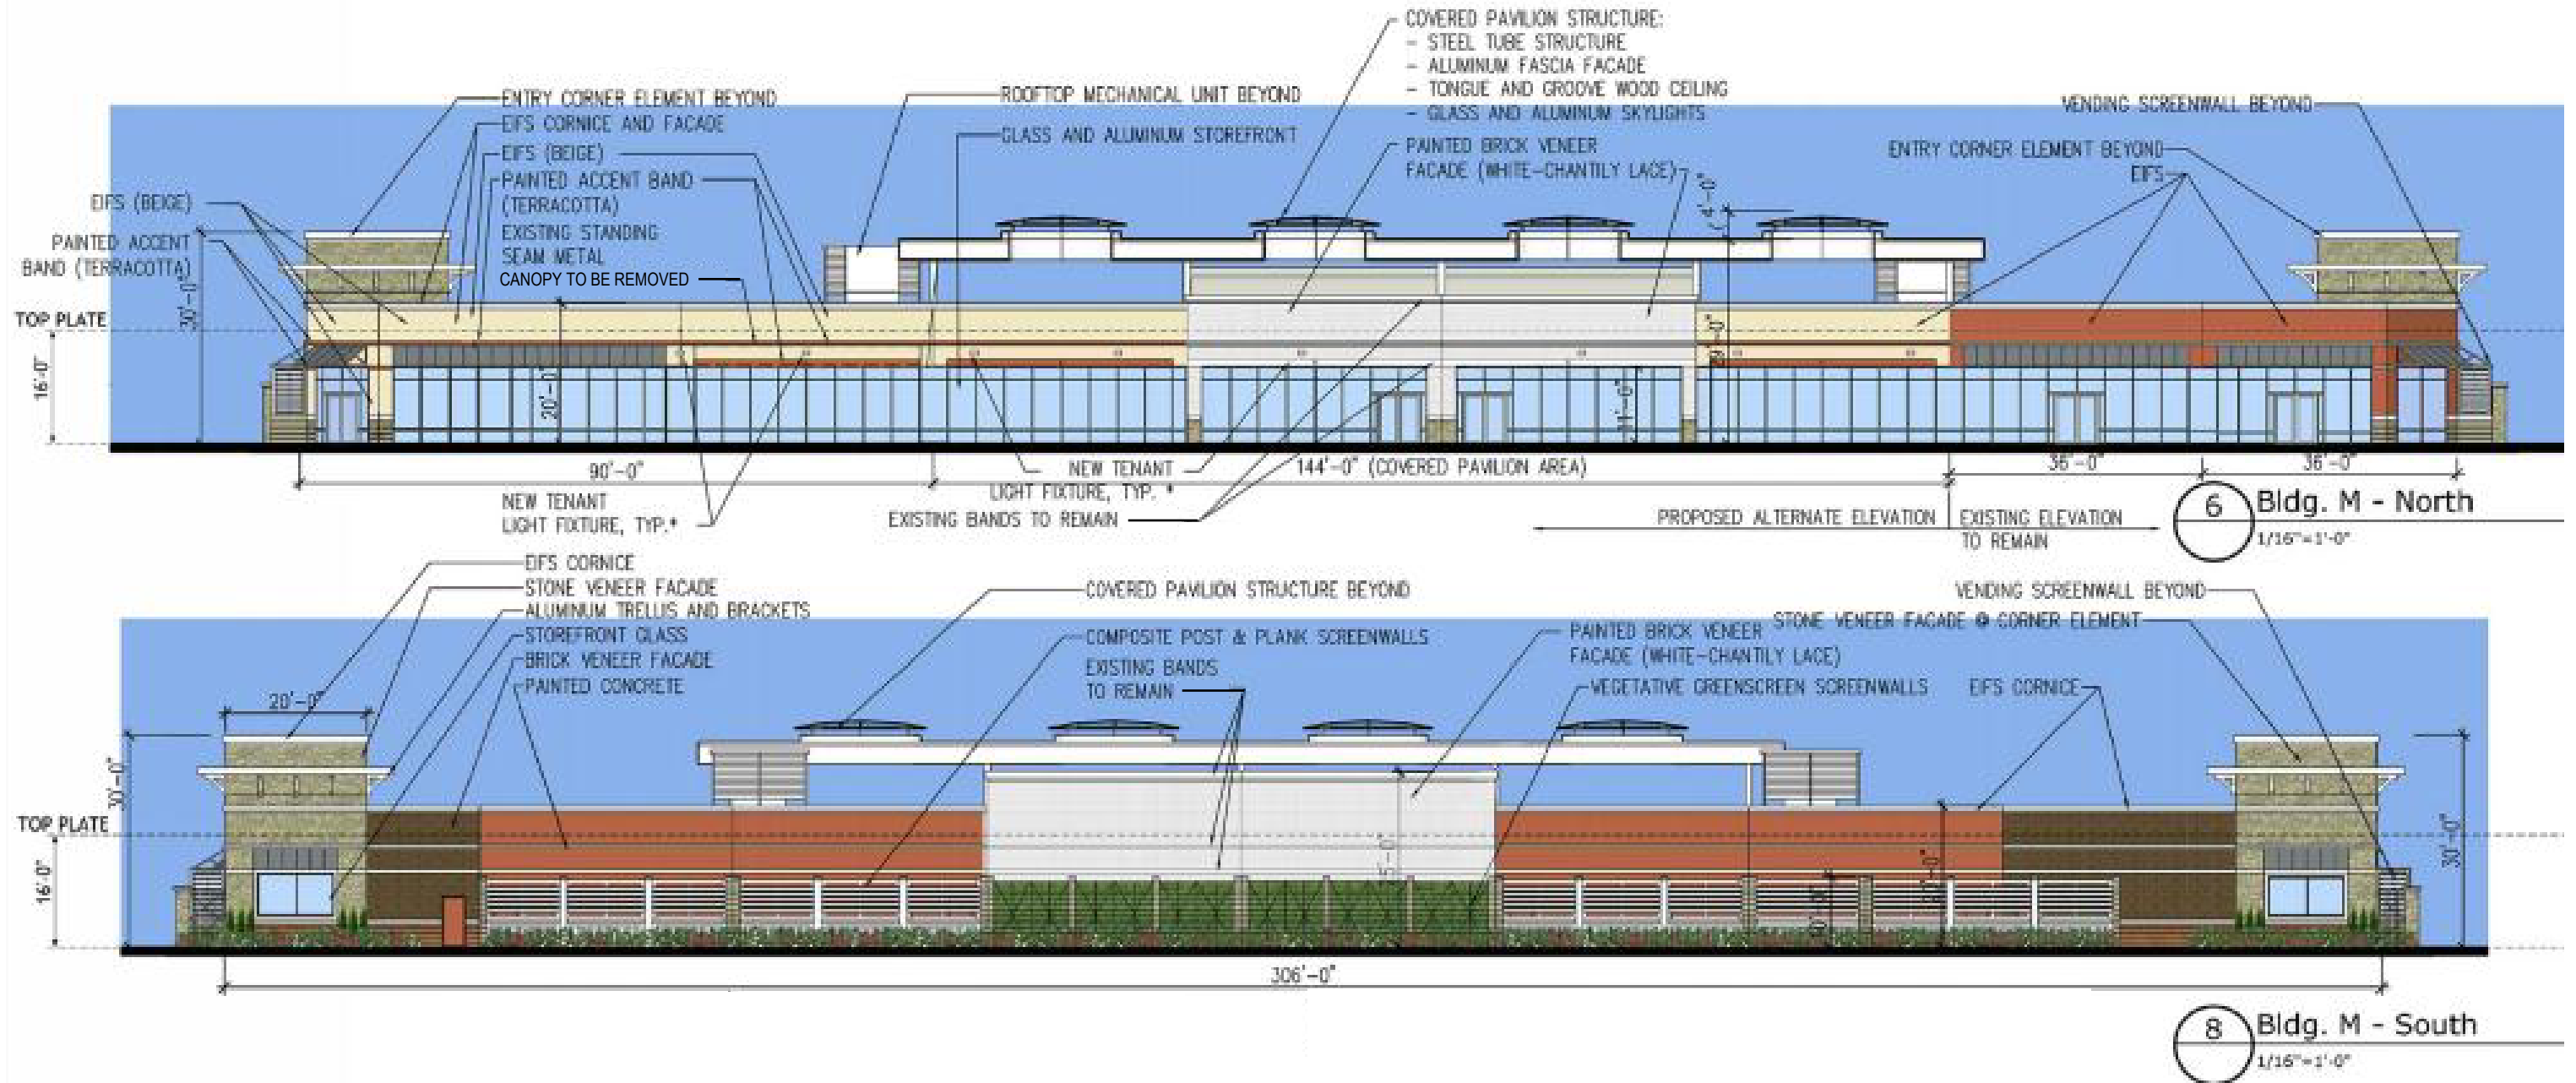 COVERED PAVILION STRUCTURE:
- STEEL TUBE STRUCTURE
- ALUMINUM FASCIA FACADE
- TONGUE AND GROOVE WOOD CEILING
- GLASS AND ALUMINUM SKYLIGHTS
ENTRY CORNER ELEMENT BEYOND
EIFS CORNICE AND FACADE
EIFS (BEIGE)
PAINTED ACCENT BAND
(TERRACOTTA)
EXISTING STANDING
SEAM METAL
CANOPY TO BE REMOVED
ROOFTOP MECHANICAL UNIT BEYOND
GLASS AND ALUMINUM STOREFRONT
PAINTED BRICK VENEER
FACADE (WHITE-CHANTILY LACE)
VENDING SCREENWALL BEYOND
ENTRY CORNER ELEMENT BEYOND
EIFS
EIFS (BEIGE)
PAINTED ACCENT
BAND (TERRACOTTA)
TOP PLATE
16'-0"
30'-0"
20'-0"
90'-0"
144'-0" (COVERED PAVILION AREA)
36'-0"
36'-0"
NEW TENANT
LIGHT FIXTURE, TYP.*
NEW TENANT
LIGHT FIXTURE, TYP. *
EXISTING BANDS TO REMAIN
PROPOSED ALTERNATE ELEVATION
EXISTING ELEVATION
TO REMAIN
6
Bldg. M - North
1/16"=1'-0"
EIFS CORNICE
STONE VENEER FACADE
ALUMINUM TRELLIS AND BRACKETS
STOREFRONT GLASS
BRICK VENEER FACADE
PAINTED CONCRETE
COVERED PAVILION STRUCTURE BEYOND
COMPOSITE POST & PLANK SCREENWALLS
EXISTING BANDS
TO REMAIN
PAINTED BRICK VENEER
FACADE (WHITE-CHANTILY LACE)
VEGETATIVE GREENSCREEN SCREENWALLS
VENDING SCREENWALL BEYOND
STONE VENEER FACADE @ CORNER ELEMENT
EIFS CORNICE
20'-0"
30'-0"
TOP PLATE
16'-0"
30'-0"
306'-0"
8
Bldg. M - South
1/16"=1'-0"